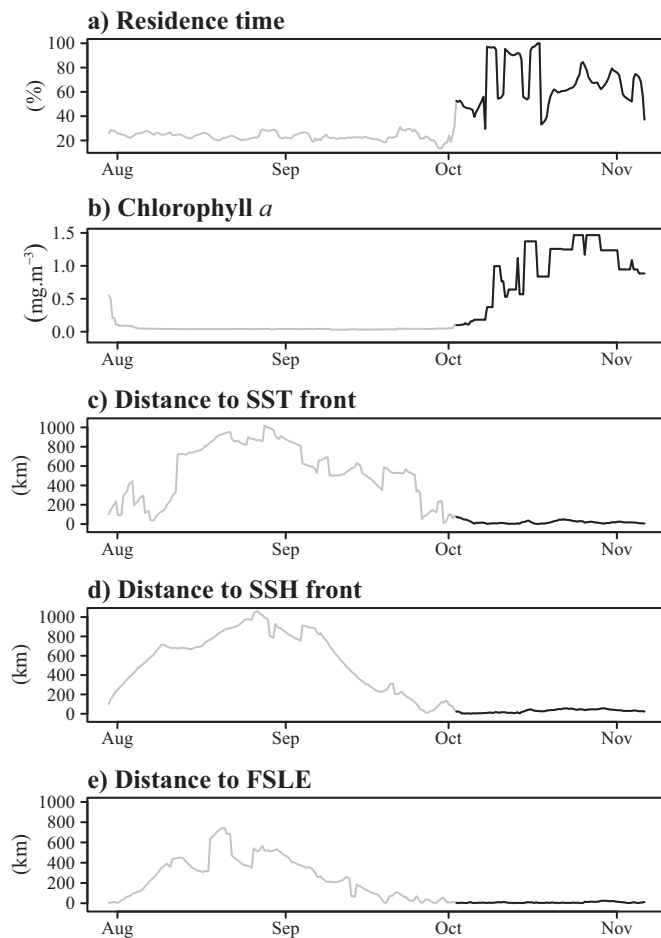 a) Residence time
100
80
60
40
20
(%)
Aug Sep Oct Nov
b) Chlorophyll a
1.5
1.0
0.5
0.0
(mg.m⁻³)
Aug Sep Oct Nov
c) Distance to SST front
1000
800
600
400
200
0
(km)
Aug Sep Oct Nov
d) Distance to SSH front
1000
800
600
400
200
0
(km)
Aug Sep Oct Nov
e) Distance to FSLE
1000
800
600
400
200
0
(km)
Aug Sep Oct Nov